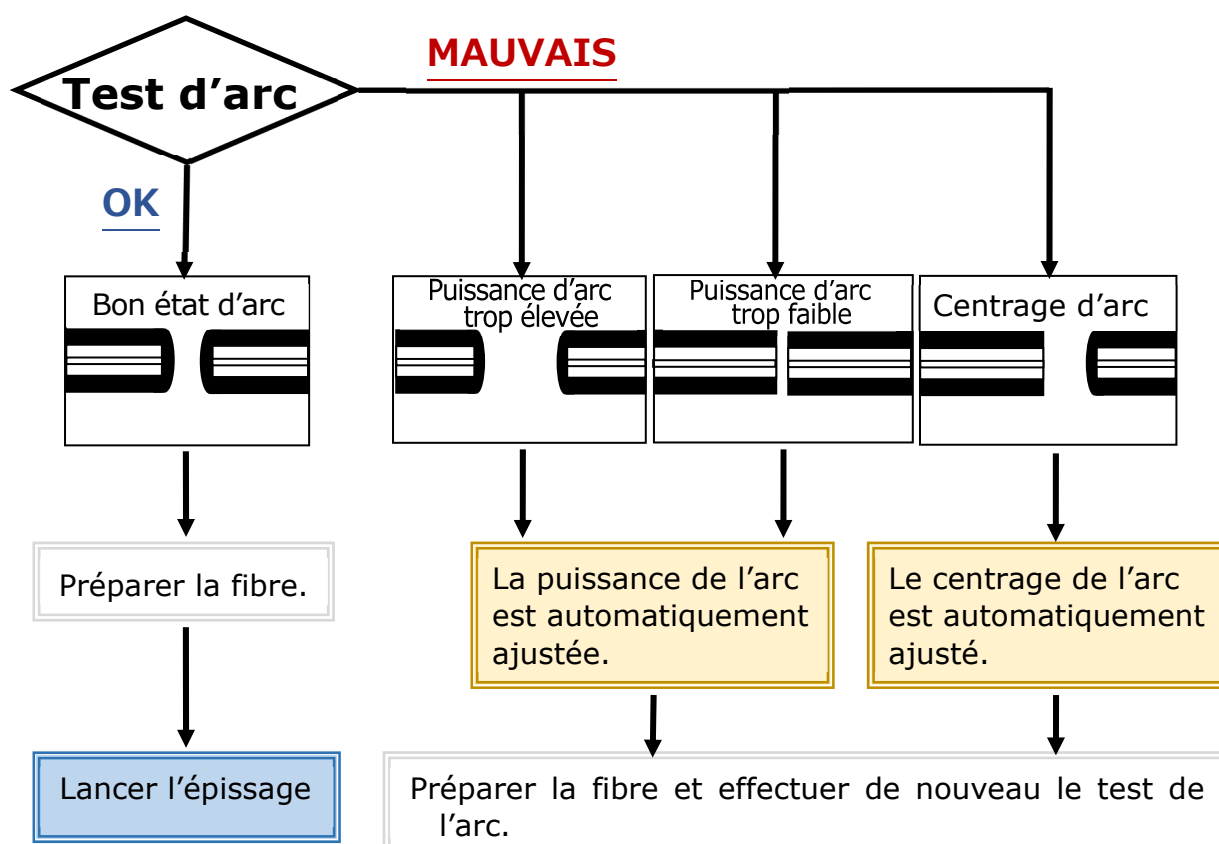 MAUVAIS
Test d’arc
OK
Bon état d’arc
Puissance d’arc
trop élevée
Puissance d’arc
trop faible
Centrage d’arc
Préparer la fibre.
La puissance de l’arc
est automatiquement
ajustée.
Le centrage de l’arc
est automatiquement
ajusté.
Lancer l’épissage
Préparer la fibre et effectuer de nouveau le test de
l’arc.